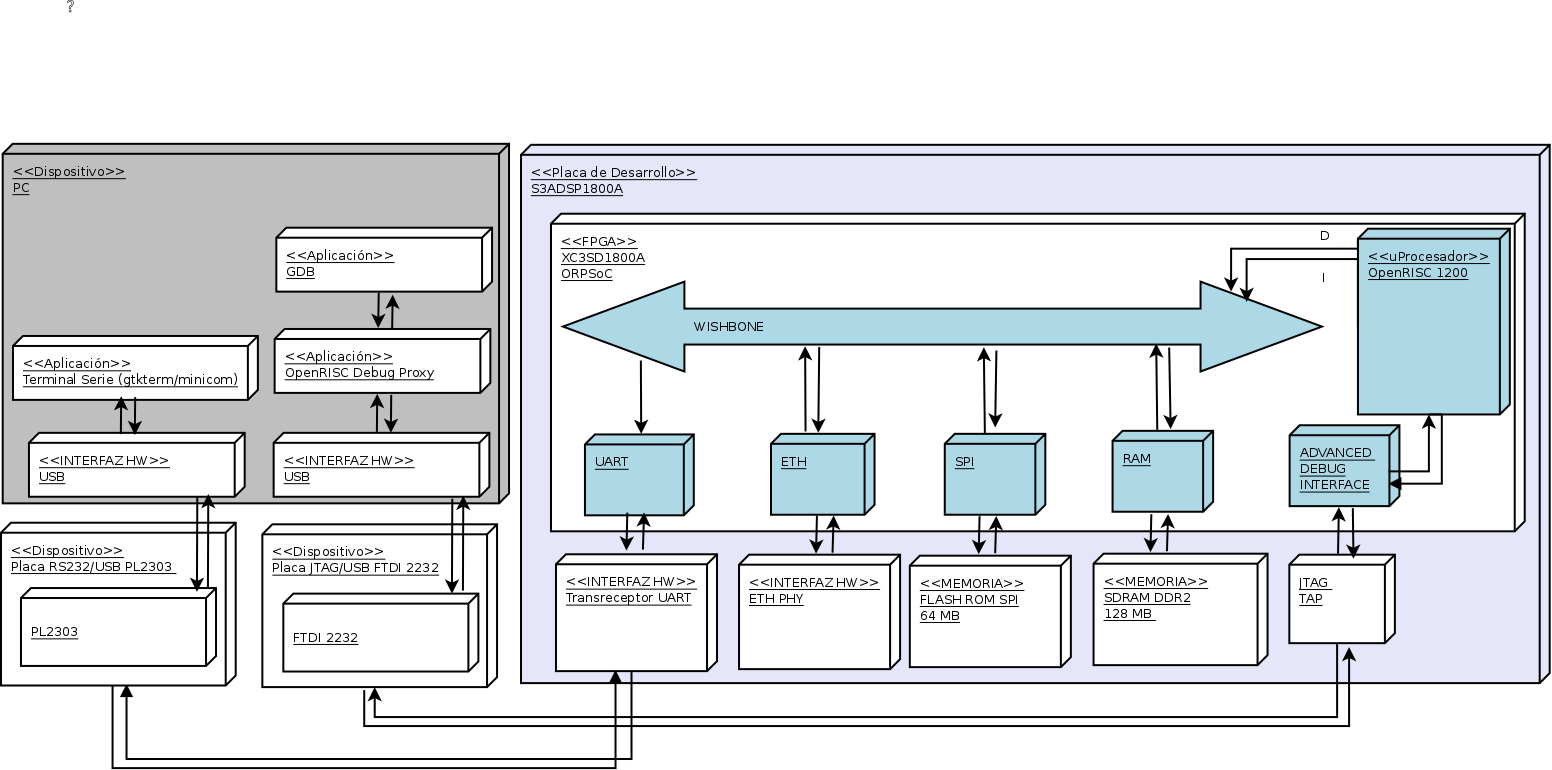 ?
<<Dispositivo>>
PC
<<Aplicación>>
GDB
<<Aplicación>>
OpenRISC Debug Proxy
<<Aplicación>>
Terminal Serie (gtkterm/minicom)
<<INTERFAZ HW>>
USB
<<INTERFAZ HW>>
USB
<<Dispositivo>>
Placa RS232/USB PL2303
PL2303
<<Dispositivo>>
Placa JTAG/USB FTDI 2232
FTDI 2232
<<Placa de Desarrollo>>
S3ADSP1800A
<<FPGA>>
XC3SD1800A
ORPSoC
D
I
<<uProcesador>>
OpenRISC 1200
WISHBONE
UART
ETH
SPI
RAM
ADVANCED
DEBUG
INTERFACE
<<INTERFAZ HW>>
Transreceptor UART
<<INTERFAZ HW>>
ETH PHY
<<MEMORIA>>
FLASH ROM SPI
64 MB
<<MEMORIA>>
SDRAM DDR2
128 MB
JTAG
TAP